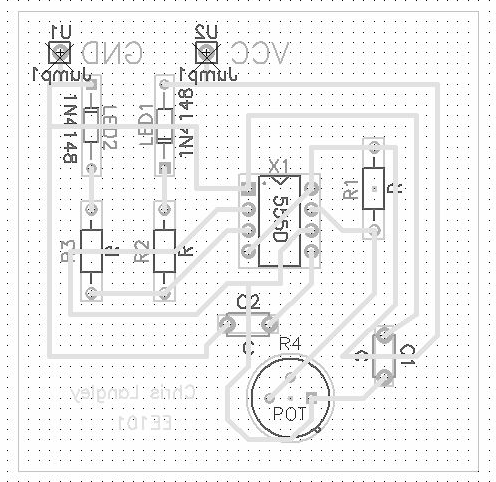 U1
U2
GND
VCC
Jump1
Jump1
1N4148
LED2
LED1
1N4148
X1
555D
R1
R3
R2
C2
C
R4
C1
C
POT
Chris Langley
EE101